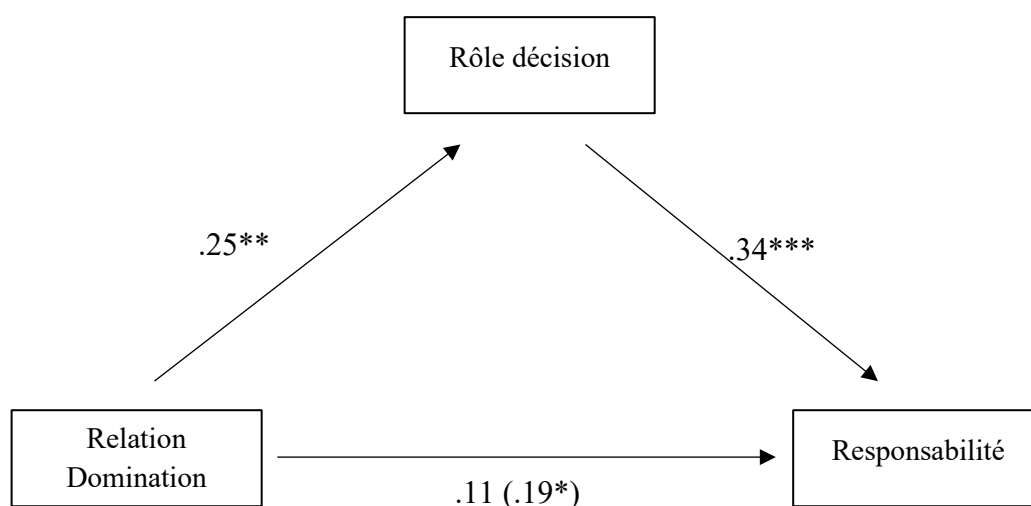 Rôle décision
.25**
.34***
Relation
Domination
Responsabilité
.11 (.19*)